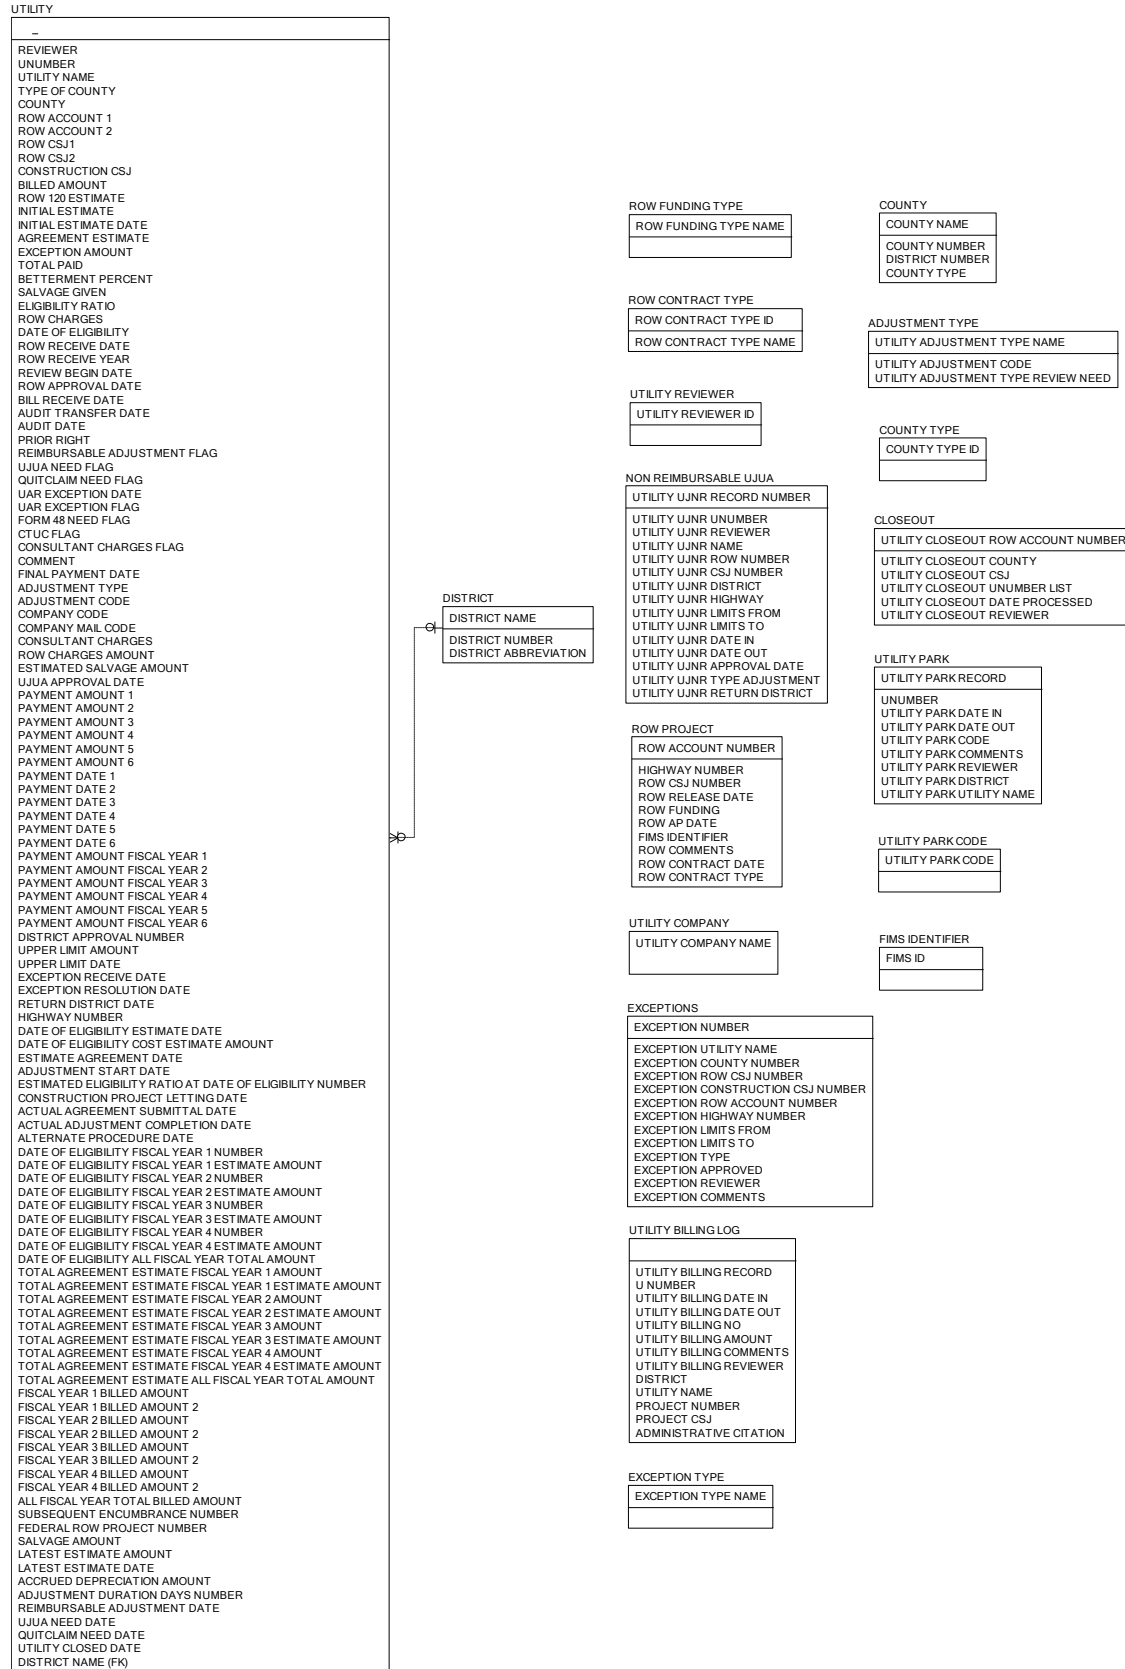 UTILITY
_
REVIEWER
UNUMBER
UTILITY NAME
TYPE OF COUNTY
COUNTY
ROW ACCOUNT 1
ROW ACCOUNT 2
ROW CSJ1
ROW CSJ2
CONSTRUCTION CSJ
BILLED AMOUNT
ROW 120 ESTIMATE
INITIAL ESTIMATE
INITIAL ESTIMATE DATE
AGREEMENT ESTIMATE
EXCEPTION AMOUNT
TOTAL PAID
BETTERMENT PERCENT
SALVAGE GIVEN
ELIGIBILITY RATIO
ROW CHARGES
DATE OF ELIGIBILITY
ROW RECEIVE DATE
ROW RECEIVE YEAR
REVIEW BEGIN DATE
ROW APPROVAL DATE
BILL RECEIVE DATE
AUDIT TRANSFER DATE
AUDIT DATE
PRIOR RIGHT
REIMBURSABLE ADJUSTMENT FLAG
UJUA NEED FLAG
QUITCLAIM NEED FLAG
UAR EXCEPTION DATE
UAR EXCEPTION FLAG
FORM 48 NEED FLAG
CTUC FLAG
CONSULTANT CHARGES FLAG
COMMENT
FINAL PAYMENT DATE
ADJUSTMENT TYPE
ADJUSTMENT CODE
COMPANY CODE
COMPANY MAIL CODE
CONSULTANT CHARGES
ROW CHARGES AMOUNT
ESTIMATED SALVAGE AMOUNT
UJUA APPROVAL DATE
PAYMENT AMOUNT 1
PAYMENT AMOUNT 2
PAYMENT AMOUNT 3
PAYMENT AMOUNT 4
PAYMENT AMOUNT 5
PAYMENT AMOUNT 6
PAYMENT DATE 1
PAYMENT DATE 2
PAYMENT DATE 3
PAYMENT DATE 4
PAYMENT DATE 5
PAYMENT DATE 6
PAYMENT AMOUNT FISCAL YEAR 1
PAYMENT AMOUNT FISCAL YEAR 2
PAYMENT AMOUNT FISCAL YEAR 3
PAYMENT AMOUNT FISCAL YEAR 4
PAYMENT AMOUNT FISCAL YEAR 5
PAYMENT AMOUNT FISCAL YEAR 6
DISTRICT APPROVAL NUMBER
UPPER LIMIT AMOUNT
UPPER LIMIT DATE
EXCEPTION RECEIVE DATE
EXCEPTION RESOLUTION DATE
RETURN DISTRICT DATE
HIGHWAY NUMBER
DATE OF ELIGIBILITY ESTIMATE DATE
DATE OF ELIGIBILITY COST ESTIMATE AMOUNT
ESTIMATE AGREEMENT DATE
ADJUSTMENT START DATE
ESTIMATED ELIGIBILITY RATIO AT DATE OF ELIGIBILITY NUMBER
CONSTRUCTION PROJECT LETTING DATE
ACTUAL AGREEMENT SUBMITTAL DATE
ACTUAL ADJUSTMENT COMPLETION DATE
ALTERNATE PROCEDURE DATE
DATE OF ELIGIBILITY FISCAL YEAR 1 NUMBER
DATE OF ELIGIBILITY FISCAL YEAR 1 ESTIMATE AMOUNT
DATE OF ELIGIBILITY FISCAL YEAR 2 NUMBER
DATE OF ELIGIBILITY FISCAL YEAR 2 ESTIMATE AMOUNT
DATE OF ELIGIBILITY FISCAL YEAR 3 NUMBER
DATE OF ELIGIBILITY FISCAL YEAR 3 ESTIMATE AMOUNT
DATE OF ELIGIBILITY FISCAL YEAR 4 NUMBER
DATE OF ELIGIBILITY FISCAL YEAR 4 ESTIMATE AMOUNT
DATE OF ELIGIBILITY ALL FISCAL YEAR TOTAL AMOUNT
TOTAL AGREEMENT ESTIMATE FISCAL YEAR 1 AMOUNT
TOTAL AGREEMENT ESTIMATE FISCAL YEAR 1 ESTIMATE AMOUNT
TOTAL AGREEMENT ESTIMATE FISCAL YEAR 2 AMOUNT
TOTAL AGREEMENT ESTIMATE FISCAL YEAR 2 ESTIMATE AMOUNT
TOTAL AGREEMENT ESTIMATE FISCAL YEAR 3 AMOUNT
TOTAL AGREEMENT ESTIMATE FISCAL YEAR 3 ESTIMATE AMOUNT
TOTAL AGREEMENT ESTIMATE FISCAL YEAR 4 AMOUNT
TOTAL AGREEMENT ESTIMATE FISCAL YEAR 4 ESTIMATE AMOUNT
TOTAL AGREEMENT ESTIMATE ALL FISCAL YEAR TOTAL AMOUNT
FISCAL YEAR 1 BILLED AMOUNT
FISCAL YEAR 1 BILLED AMOUNT 2
FISCAL YEAR 2 BILLED AMOUNT
FISCAL YEAR 2 BILLED AMOUNT 2
FISCAL YEAR 3 BILLED AMOUNT
FISCAL YEAR 3 BILLED AMOUNT 2
FISCAL YEAR 4 BILLED AMOUNT
FISCAL YEAR 4 BILLED AMOUNT 2
ALL FISCAL YEAR TOTAL BILLED AMOUNT
SUBSEQUENT ENCUMBRANCE NUMBER
FEDERAL ROW PROJECT NUMBER
SALVAGE AMOUNT
LATEST ESTIMATE AMOUNT
LATEST ESTIMATE DATE
ACCRUED DEPRECIATION AMOUNT
ADJUSTMENT DURATION DAYS NUMBER
REIMBURSABLE ADJUSTMENT DATE
UJUA NEED DATE
QUITCLAIM NEED DATE
UTILITY CLOSED DATE
DISTRICT NAME (FK)
DISTRICT
DISTRICT NAME
DISTRICT NUMBER
DISTRICT ABBREVIATION
ROW FUNDING TYPE
ROW FUNDING TYPE NAME
ROW CONTRACT TYPE
ROW CONTRACT TYPE ID
ROW CONTRACT TYPE NAME
UTILITY REVIEWER
UTILITY REVIEWER ID
NON REIMBURSABLE UJUA
UTILITY UJNR RECORD NUMBER
UTILITY UJNR UNUMBER
UTILITY UJNR REVIEWER
UTILITY UJNR NAME
UTILITY UJNR ROW NUMBER
UTILITY UJNR CSJ NUMBER
UTILITY UJNR DISTRICT
UTILITY UJNR HIGHWAY
UTILITY UJNR LIMITS FROM
UTILITY UJNR LIMITS TO
UTILITY UJNR DATE IN
UTILITY UJNR DATE OUT
UTILITY UJNR APPROVAL DATE
UTILITY UJNR TYPE ADJUSTMENT
UTILITY UJNR RETURN DISTRICT
ROW PROJECT
ROW ACCOUNT NUMBER
HIGHWAY NUMBER
ROW CSJ NUMBER
ROW RELEASE DATE
ROW FUNDING
ROW AP DATE
FIMS IDENTIFIER
ROW COMMENTS
ROW CONTRACT DATE
ROW CONTRACT TYPE
UTILITY COMPANY
UTILITY COMPANY NAME
EXCEPTIONS
EXCEPTION NUMBER
EXCEPTION UTILITY NAME
EXCEPTION COUNTY NUMBER
EXCEPTION ROW CSJ NUMBER
EXCEPTION CONSTRUCTION CSJ NUMBER
EXCEPTION ROW ACCOUNT NUMBER
EXCEPTION HIGHWAY NUMBER
EXCEPTION LIMITS FROM
EXCEPTION LIMITS TO
EXCEPTION TYPE
EXCEPTION APPROVED
EXCEPTION REVIEWER
EXCEPTION COMMENTS
UTILITY BILLING LOG
UTILITY BILLING RECORD
U NUMBER
UTILITY BILLING DATE IN
UTILITY BILLING DATE OUT
UTILITY BILLING NO
UTILITY BILLING AMOUNT
UTILITY BILLING COMMENTS
UTILITY BILLING REVIEWER
DISTRICT
UTILITY NAME
PROJECT NUMBER
PROJECT CSJ
ADMINISTRATIVE CITATION
EXCEPTION TYPE
EXCEPTION TYPE NAME
COUNTY
COUNTY NAME
COUNTY NUMBER
DISTRICT NUMBER
COUNTY TYPE
ADJUSTMENT TYPE
UTILITY ADJUSTMENT TYPE NAME
UTILITY ADJUSTMENT CODE
UTILITY ADJUSTMENT TYPE REVIEW NEED
COUNTY TYPE
COUNTY TYPE ID
CLOSEOUT
UTILITY CLOSEOUT ROW ACCOUNT NUMBER
UTILITY CLOSEOUT COUNTY
UTILITY CLOSEOUT CSJ
UTILITY CLOSEOUT UNUMBER LIST
UTILITY CLOSEOUT DATE PROCESSED
UTILITY CLOSEOUT REVIEWER
UTILITY PARK
UTILITY PARK RECORD
UNUMBER
UTILITY PARK DATE IN
UTILITY PARK DATE OUT
UTILITY PARK CODE
UTILITY PARK COMMENTS
UTILITY PARK REVIEWER
UTILITY PARK DISTRICT
UTILITY PARK UTILITY NAME
UTILITY PARK CODE
UTILITY PARK CODE
FIMS IDENTIFIER
FIMS ID